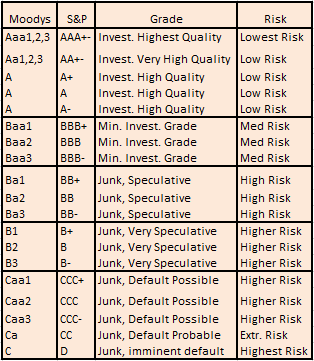 Moodys S&P Grade Risk
Aaa1,2,3 AAA+- Invest. Highest Quality Lowest Risk
Aa1,2,3 AA+- Invest. Very High Quality Low Risk
A A+ Invest. High Quality Low Risk
A A Invest. High Quality Low Risk
A A- Invest. High Quality Low Risk
Baa1 BBB+ Min. Invest. Grade Med Risk
Baa2 BBB Min. Invest. Grade Med Risk
Baa3 BBB- Min. Invest. Grade Med Risk
Ba1 BB+ Junk, Speculative High Risk
Ba2 BB Junk, Speculative High Risk
Ba3 BB- Junk, Speculative High Risk
B1 B+ Junk, Very Speculative Higher Risk
B2 B Junk, Very Speculative Higher Risk
B3 B- Junk, Very Speculative Higher Risk
Caa1 CCC+ Junk, Default Possible Higher Risk
Caa2 CCC Junk, Default Possible Higher Risk
Caa3 CCC- Junk, Default Possible Higher Risk
Ca CC Junk, Default Probable Extr. Risk
C D Junk, imminent default Highest Risk